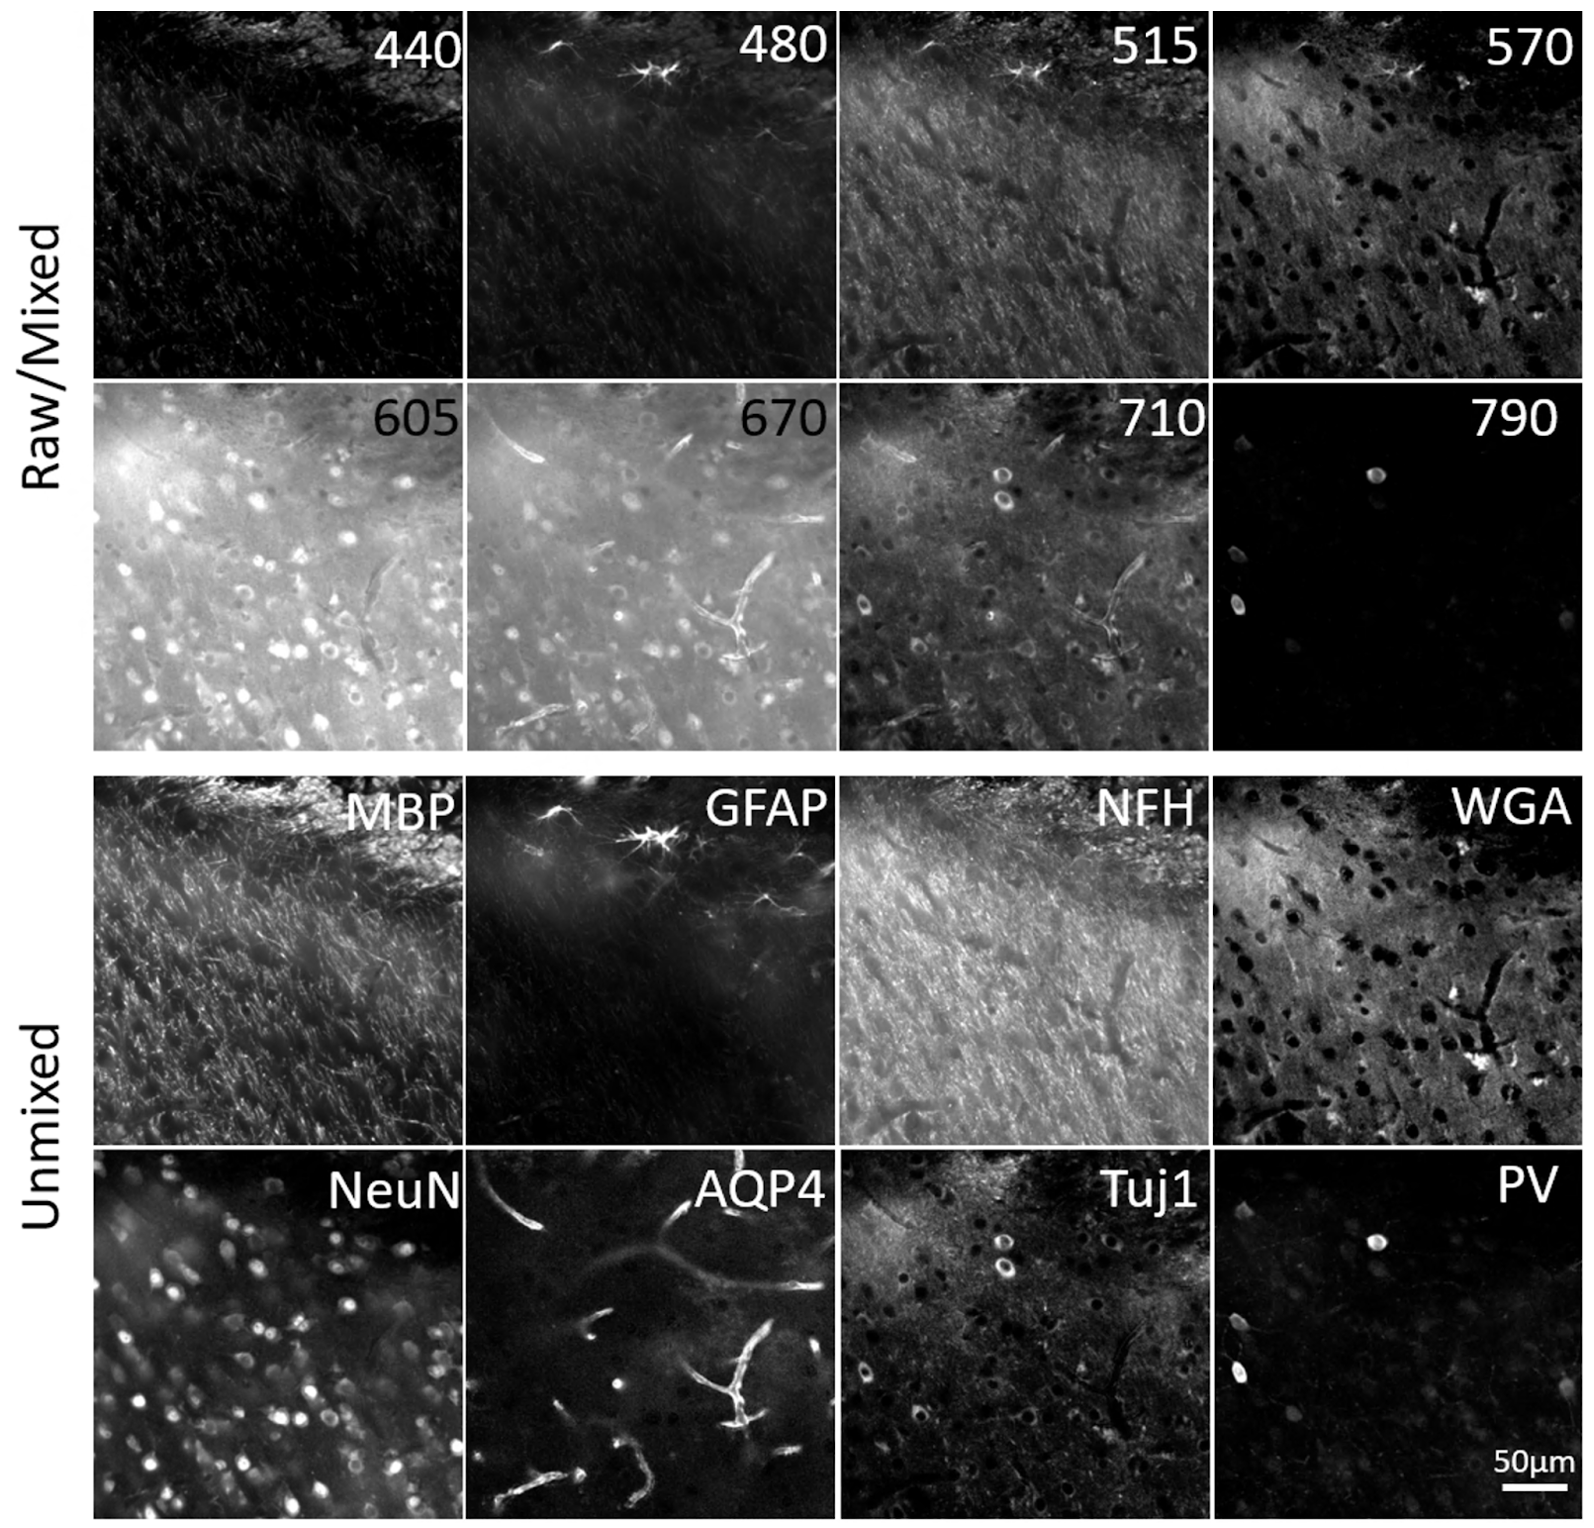 Raw/Mixed
440
480
515
570
605
670
710
790
Unmixed
MBP
GFAP
NFH
WGA
NeuN
AQP4
Tuj1
PV
50μm